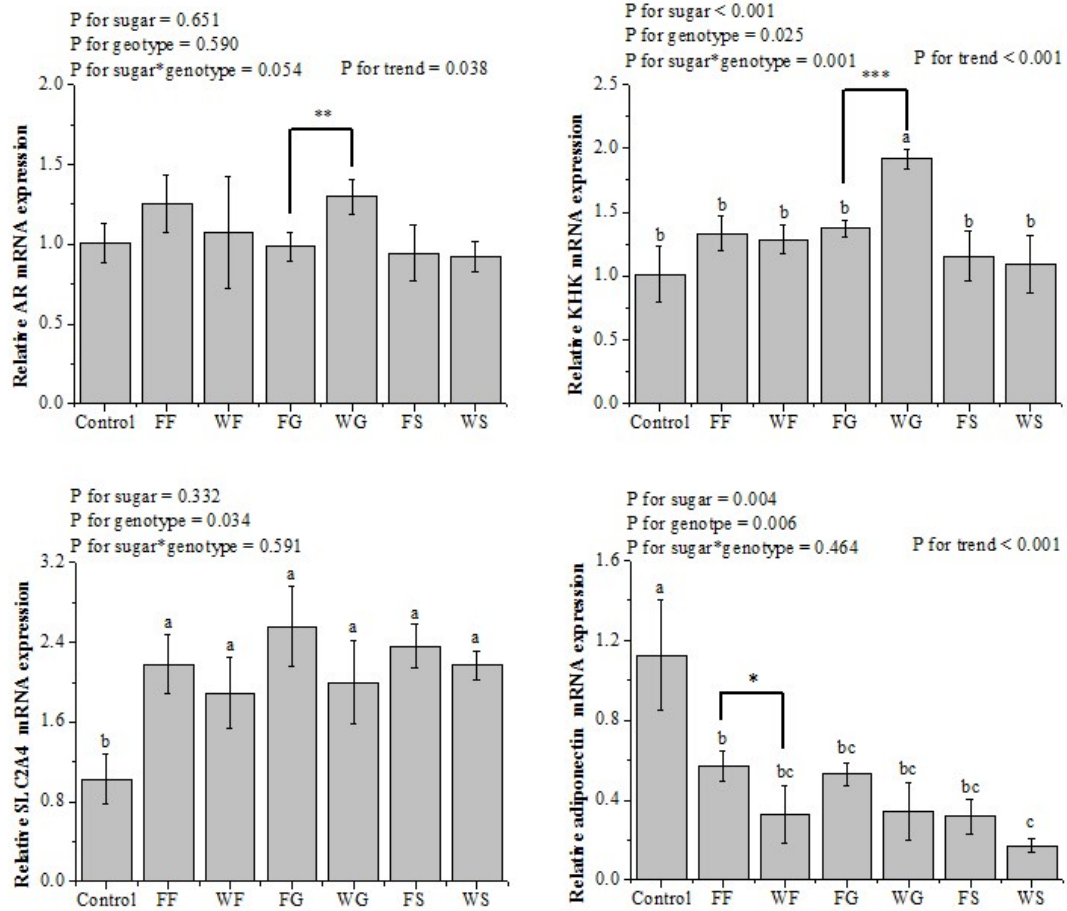 P for sugar = 0.651
P for geotype = 0.590
P for sugar*genotype = 0.054 P for trend = 0.038
Relative AR mRNA expression
2.0
1.5
1.0
0.5
0.0
**
Control FF WF FG WG FS WS
P for sugar < 0.001
P for genotype = 0.025
P for sugar*genotype = 0.001 P for trend < 0.001
Relative KHK mRNA expression
2.5
2.0
1.5
1.0
0.5
0.0
***
b b b b a b b
Control FF WF FG WG FS WS
P for sugar = 0.332
P for genotype = 0.034
P for sugar*genotype = 0.591
Relative SLC2A4 mRNA expression
3.2
2.4
1.6
0.8
0.0
b a a a a a a
Control FF WF FG WG FS WS
P for sugar = 0.004
P for genotpe = 0.006
P for sugar*genotype = 0.464 P for trend < 0.001
Relative adiponectin mRNA expression
1.6
1.2
0.8
0.4
0.0
*
a b bc bc bc bc c
Control FF WF FG WG FS WS